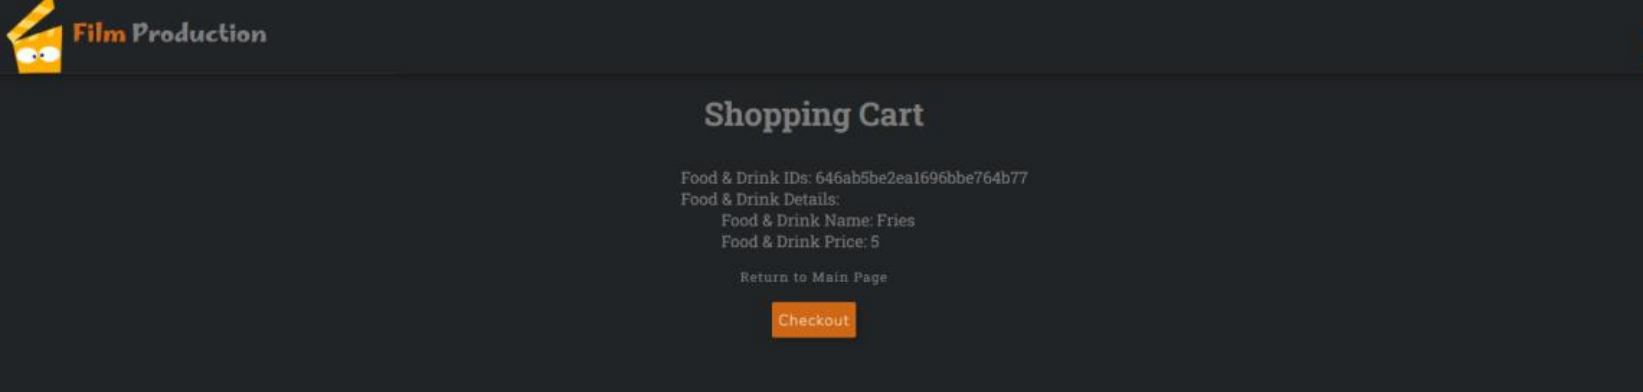 Film Production
Shopping Cart
Food & Drink IDs: 646ab5be2ea1696bbe764b77
Food & Drink Details:
Food & Drink Name: Fries
Food & Drink Price: 5
Return to Main Page
Checkout